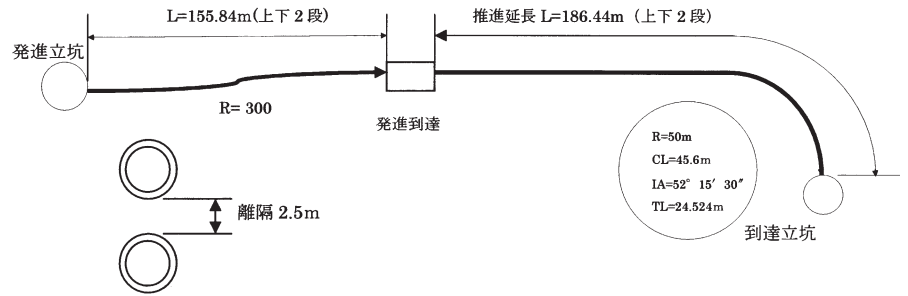 L=155.84m(上下2段)
推進延長 L=186.44m(上下2段)
発進立坑
R= 300
発進到達
R=50m
CL=45.6m
IA=52° 15′ 30″
TL=24.524m
離隔 2.5m
到達立坑